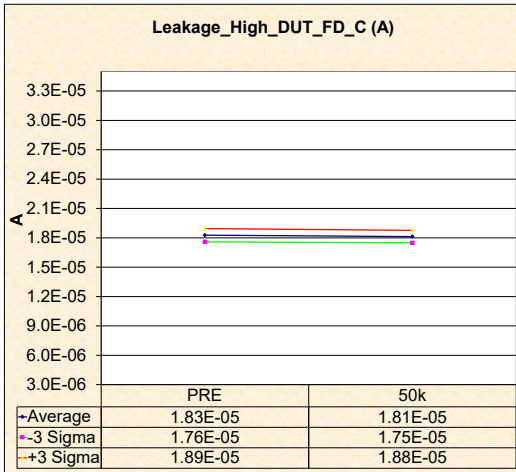 Leakage_High_DUT_FD_C (A)
3.3E-05
3.0E-05
2.7E-05
2.4E-05
2.1E-05
1.8E-05
1.5E-05
1.2E-05
9.0E-06
6.0E-06
3.0E-06
A
PRE 50k
Average 1.83E-05 1.81E-05
-3 Sigma 1.76E-05 1.75E-05
+3 Sigma 1.89E-05 1.88E-05